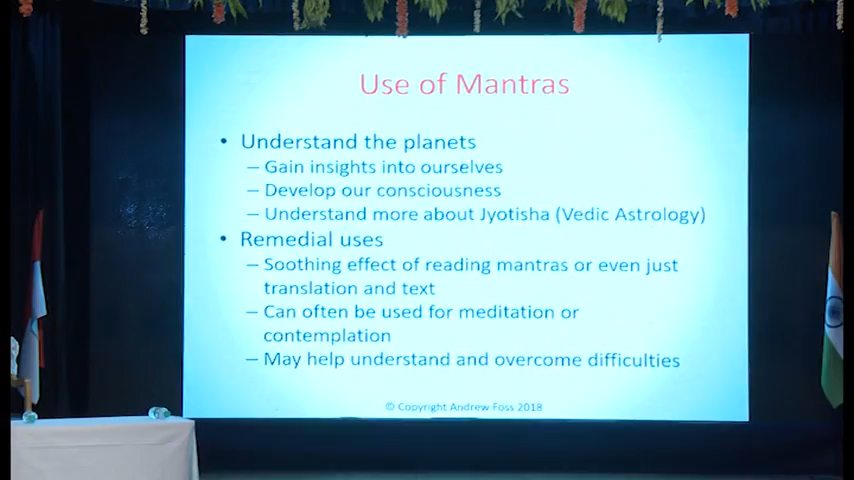 Use of Mantras
• Understand the planets
– Gain insights into ourselves
– Develop our consciousness
– Understand more about Jyotisha (Vedic Astrology)
• Remedial uses
– Soothing effect of reading mantras or even just
translation and text
– Can often be used for meditation or
contemplation
– May help understand and overcome difficulties
© Copyright Andrew Foss 2018